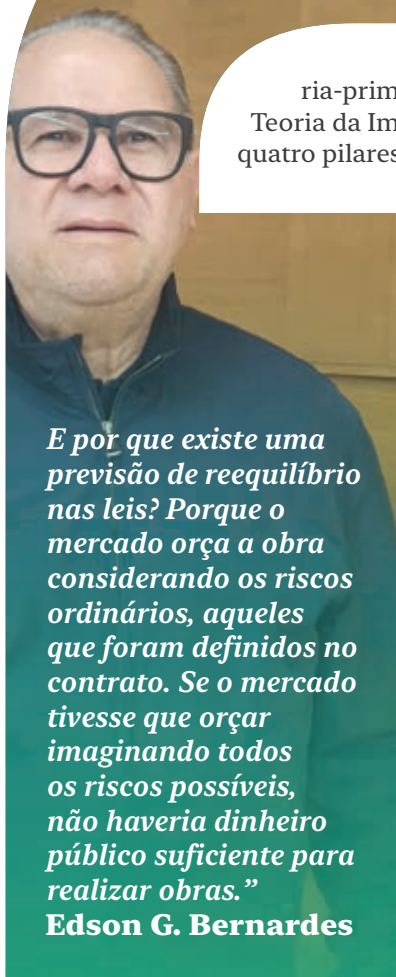 ria-prim
Teoria da Im
quatro pilares
E por que existe uma
previsão de reequilíbrio
nas leis? Porque o
mercado orça a obra
considerando os riscos
ordinários, aqueles
que foram definidos no
contrato. Se o mercado
tivesse que orçar
imaginando todos
os riscos possíveis,
não haveria dinheiro
público suficiente para
realizar obras.”
Edson G. Bernardes